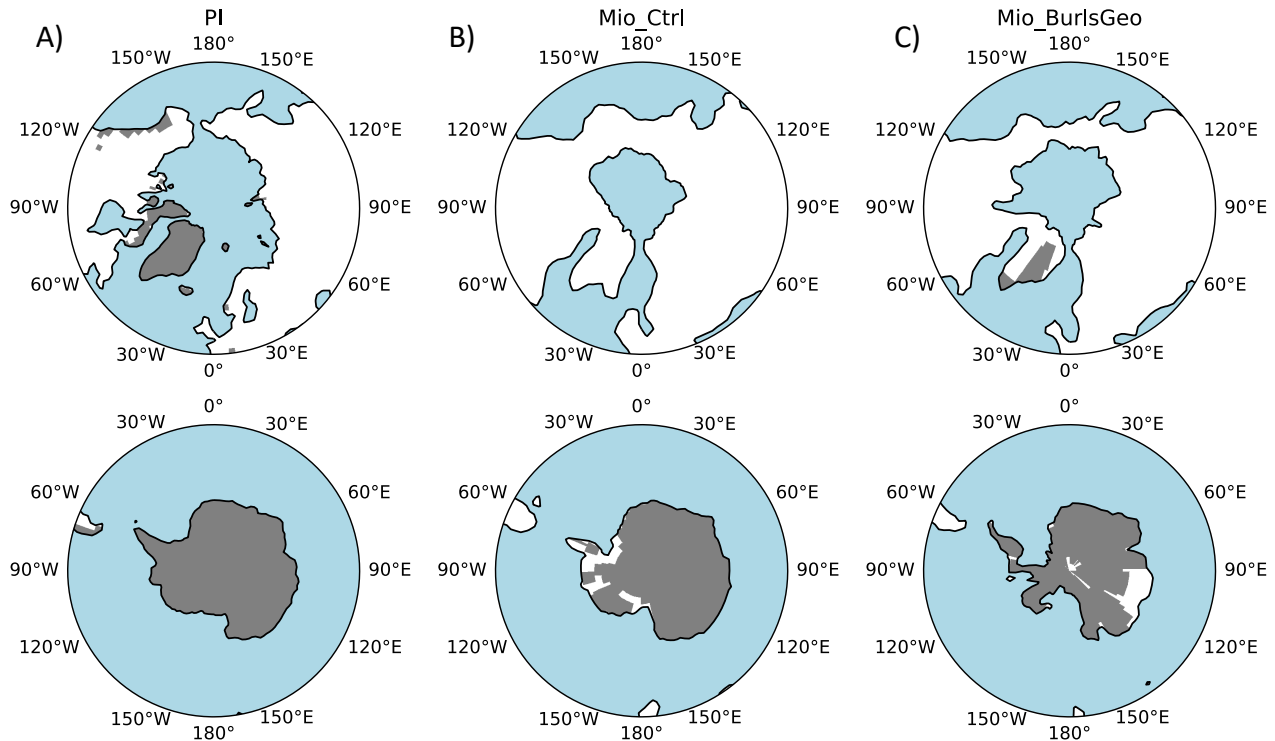 A)
PI
180°
150°W
150°E
120°W
120°E
90°W
90°E
60°W
60°E
30°W
30°E
0°
B)
Mio_Ctrl
180°
150°W
150°E
120°W
120°E
90°W
90°E
60°W
60°E
30°W
30°E
0°
C)
Mio_BurlsGeo
180°
150°W
150°E
120°W
120°E
90°W
90°E
60°W
60°E
30°W
30°E
0°
0°
30°W
30°E
60°W
60°E
90°W
90°E
120°W
120°E
150°W
150°E
180°
0°
30°W
30°E
60°W
60°E
90°W
90°E
120°W
120°E
150°W
150°E
180°
0°
30°W
30°E
60°W
60°E
90°W
90°E
120°W
120°E
150°W
150°E
180°